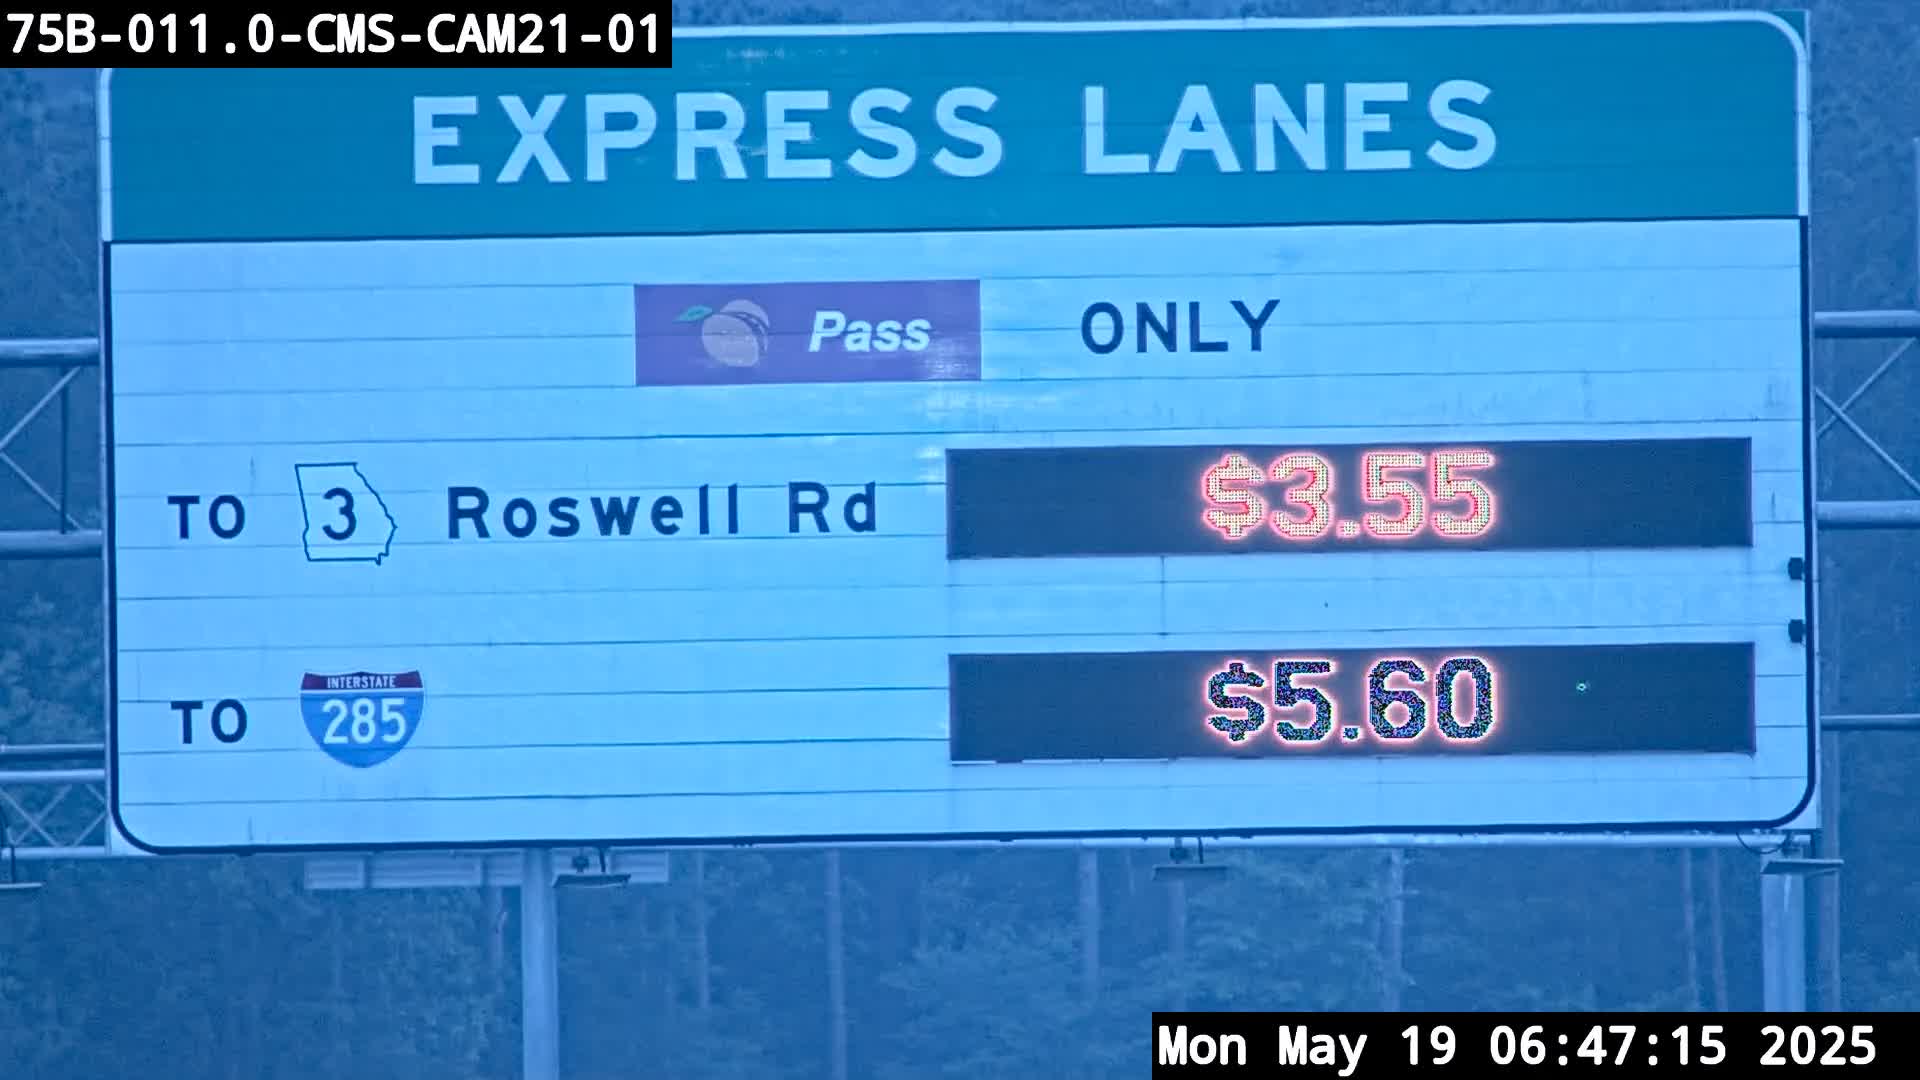 75B-011.0-CMS-CAM21-01
EXPRESS LANES
Pass ONLY
TO 3 Roswell Rd $3.55
INTERSTATE
TO 285 $5.60
Mon May 19 06:47:15 2025